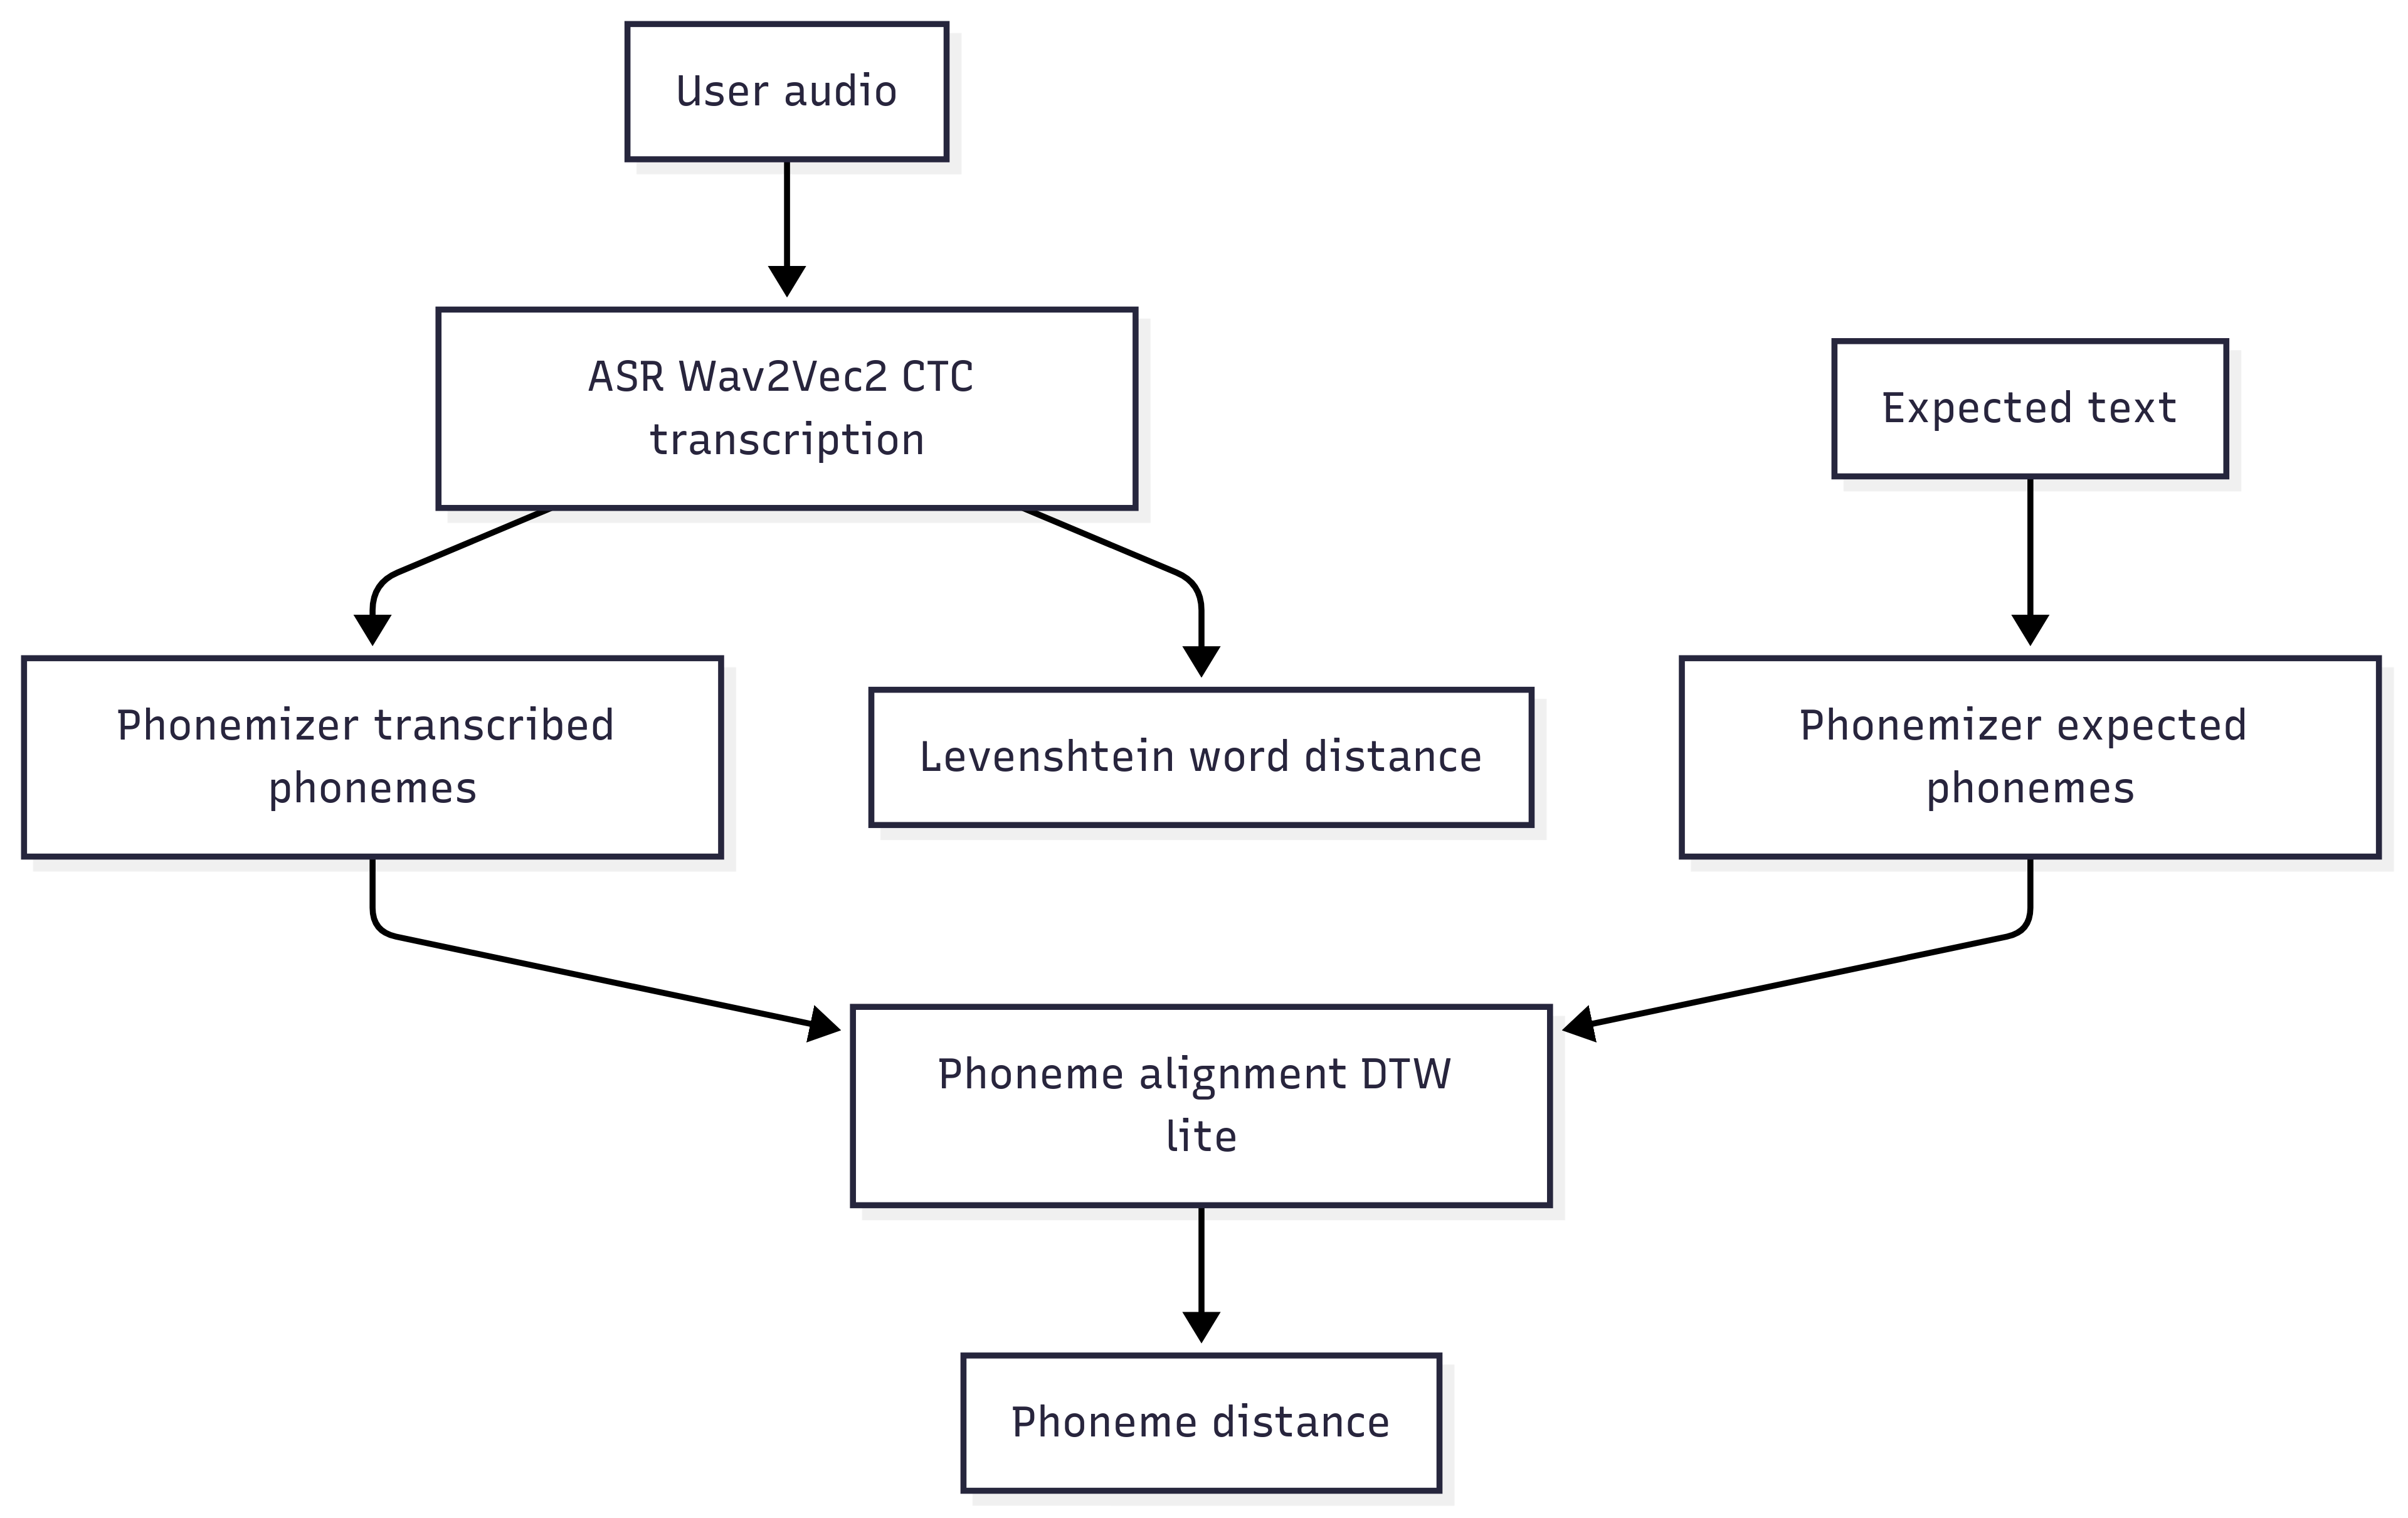 User audio
ASR Wav2Vec2 CTC
transcription
Expected text
Phonemizer transcribed
phonemes
Levenshtein word distance
Phonemizer expected
phonemes
Phoneme alignment DTW
lite
Phoneme distance